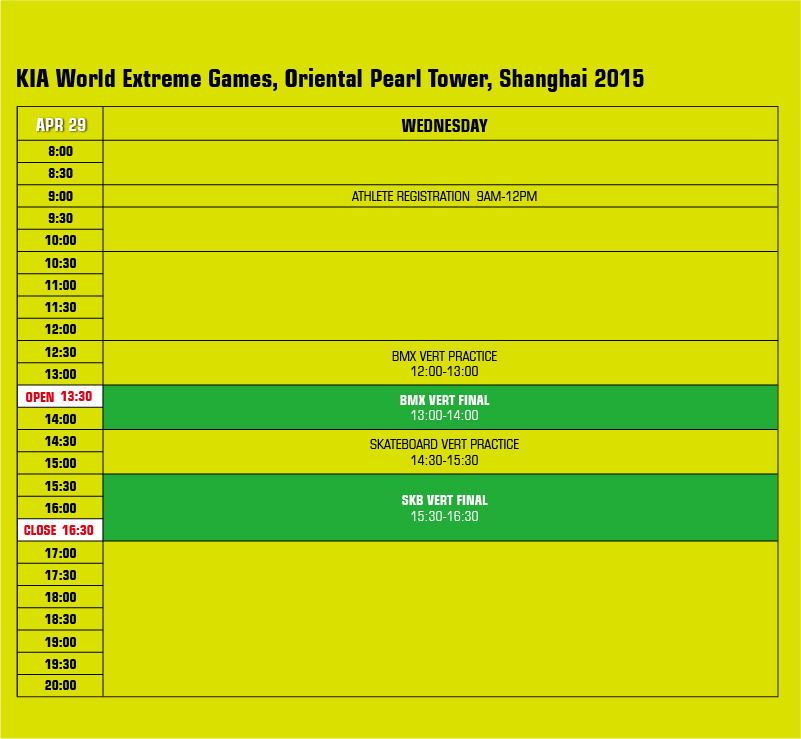 KIA World Extreme Games, Oriental Pearl Tower, Shanghai 2015
APR 29 WEDNESDAY
8:00
8:30
9:00 ATHLETE REGISTRATION 9AM-12PM
9:30
10:00
10:30
11:00
11:30
12:00
12:30
BMX VERT PRACTICE
12:00-13:00
13:00
OPEN 13:30
BMX VERT FINAL
13:00-14:00
14:00
14:30
SKATEBOARD VERT PRACTICE
14:30-15:30
15:00
15:30
16:00
SKB VERT FINAL
15:30-16:30
CLOSE 16:30
17:00
17:30
18:00
18:30
19:00
19:30
20:00